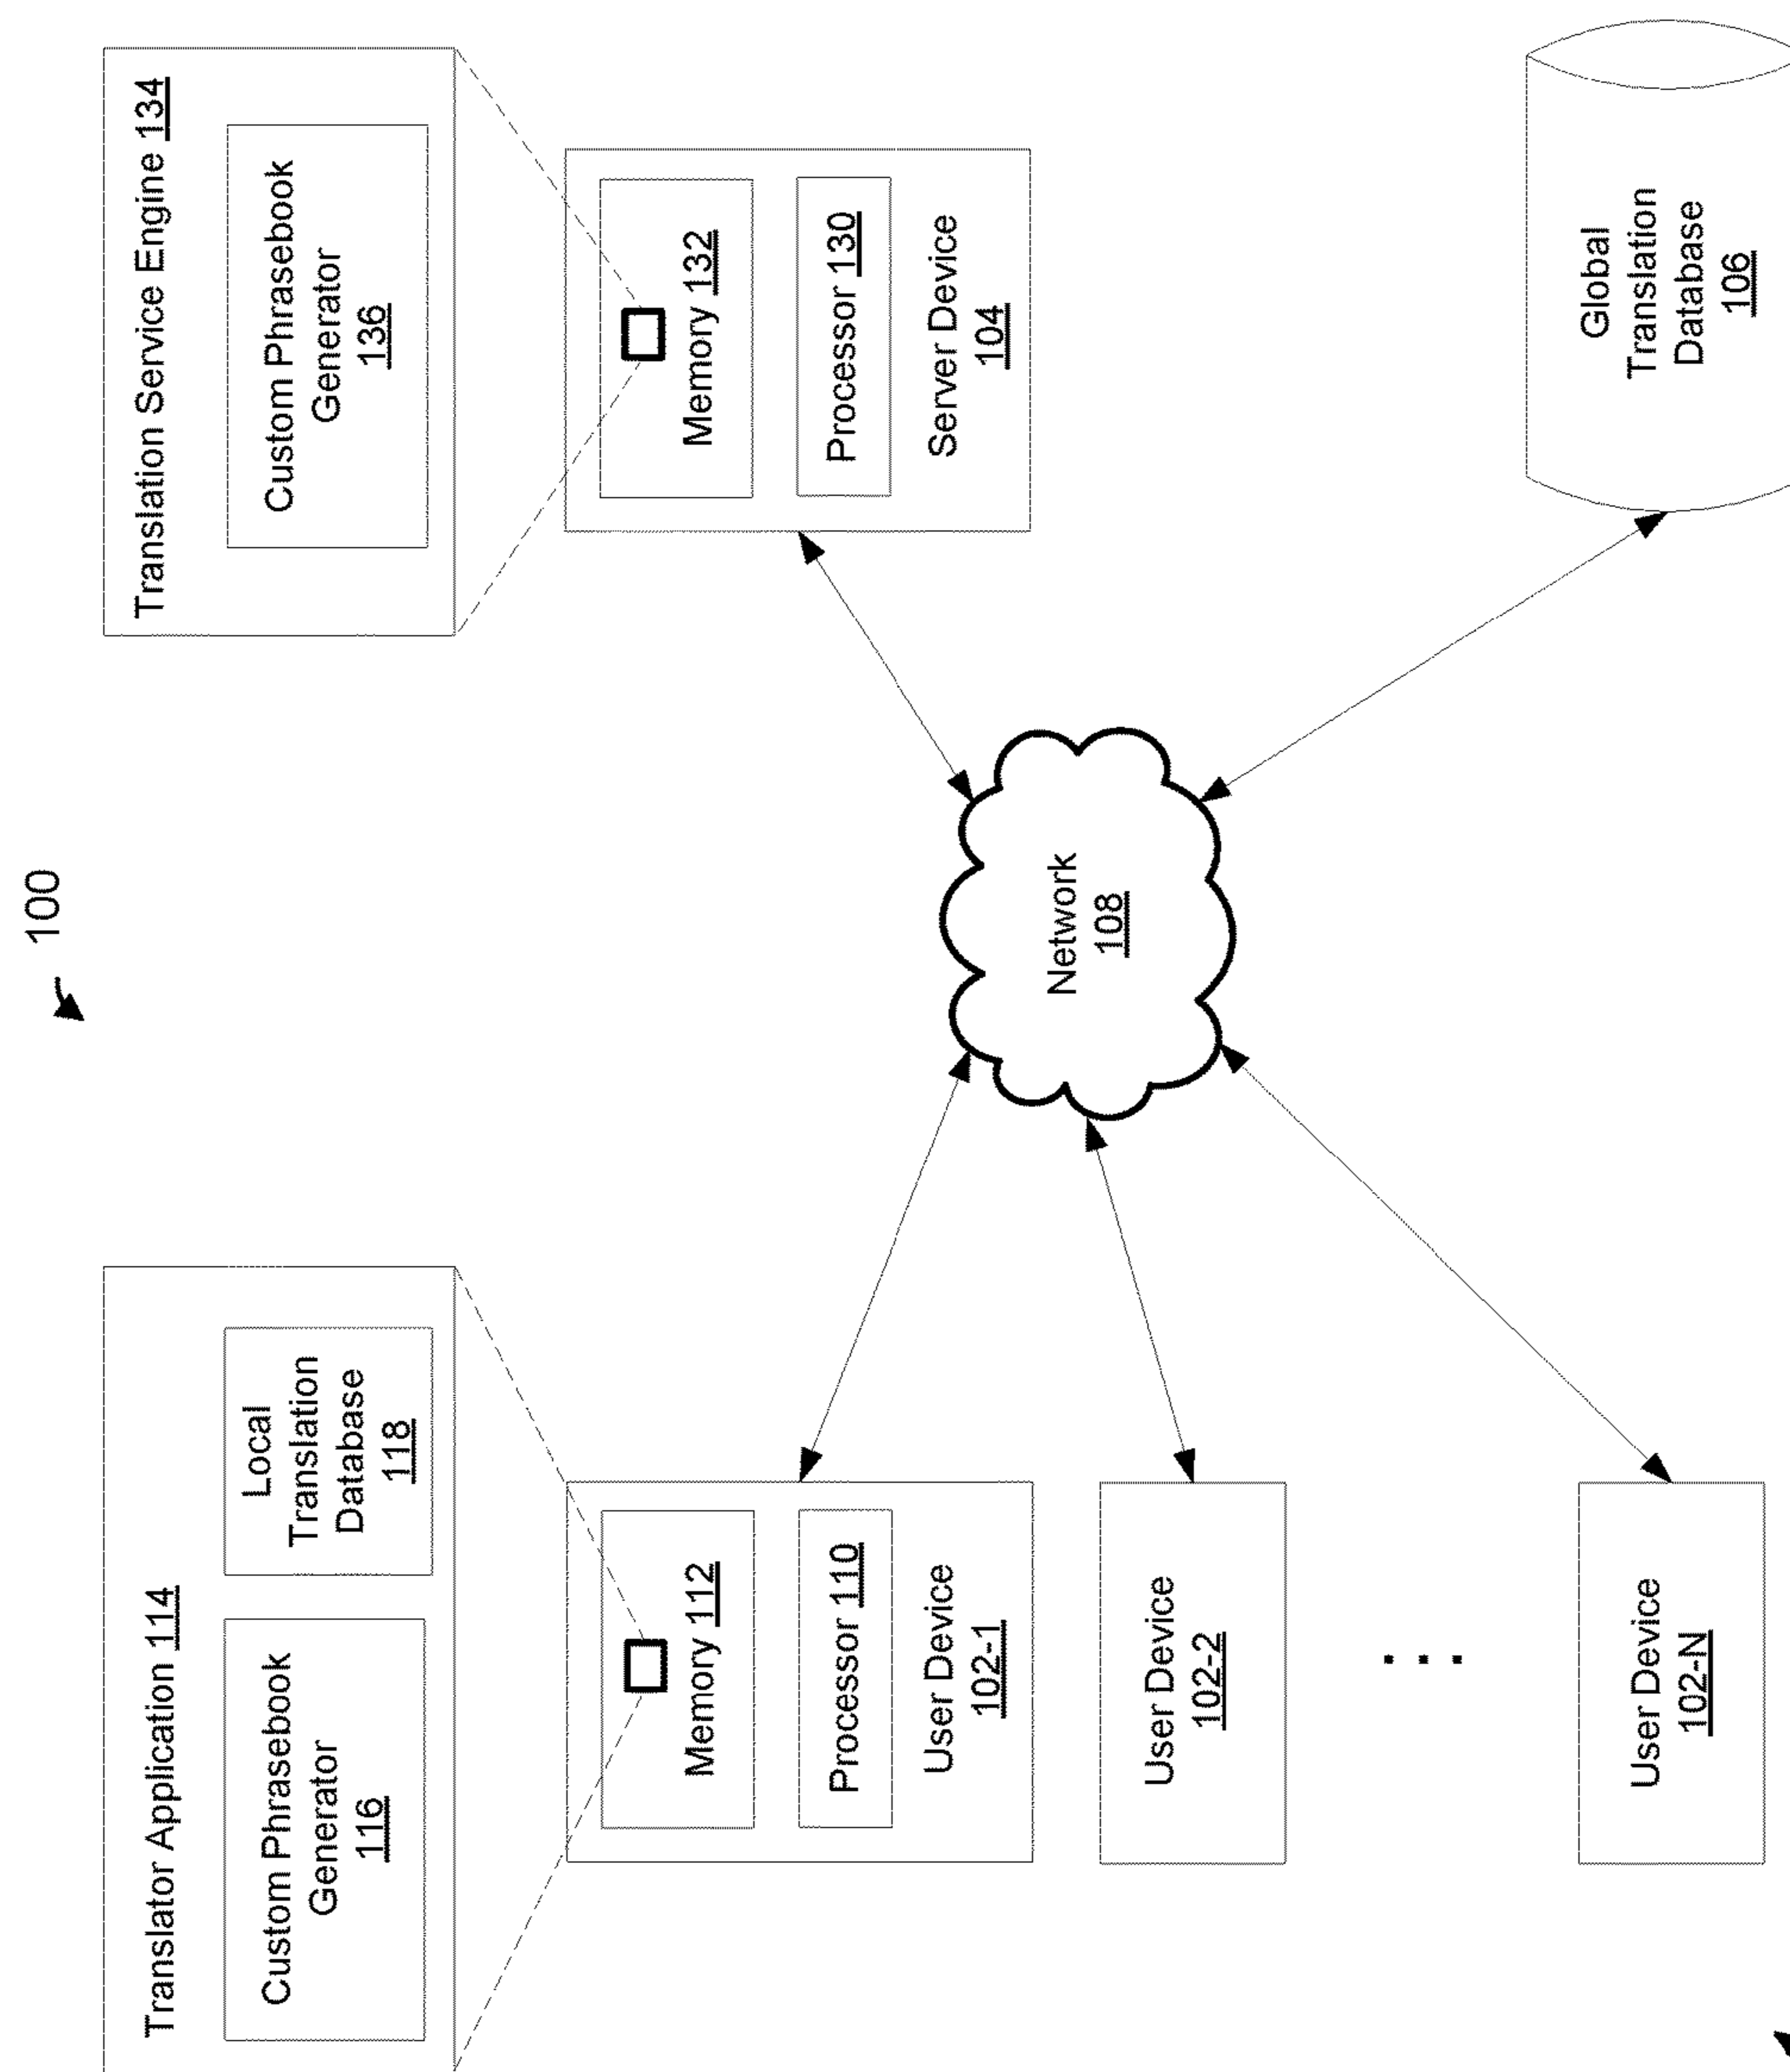 100
Translator Application 114
Custom Phrasebook
Generator
116
Local
Translation
Database
118
Translation Service Engine 134
Custom Phrasebook
Generator
136
Memory 112
Processor 110
User Device
102-1
Memory 132
Processor 130
Server Device
104
Network
108
User Device
102-2
User Device
102-N
Global
Translation
Database
106